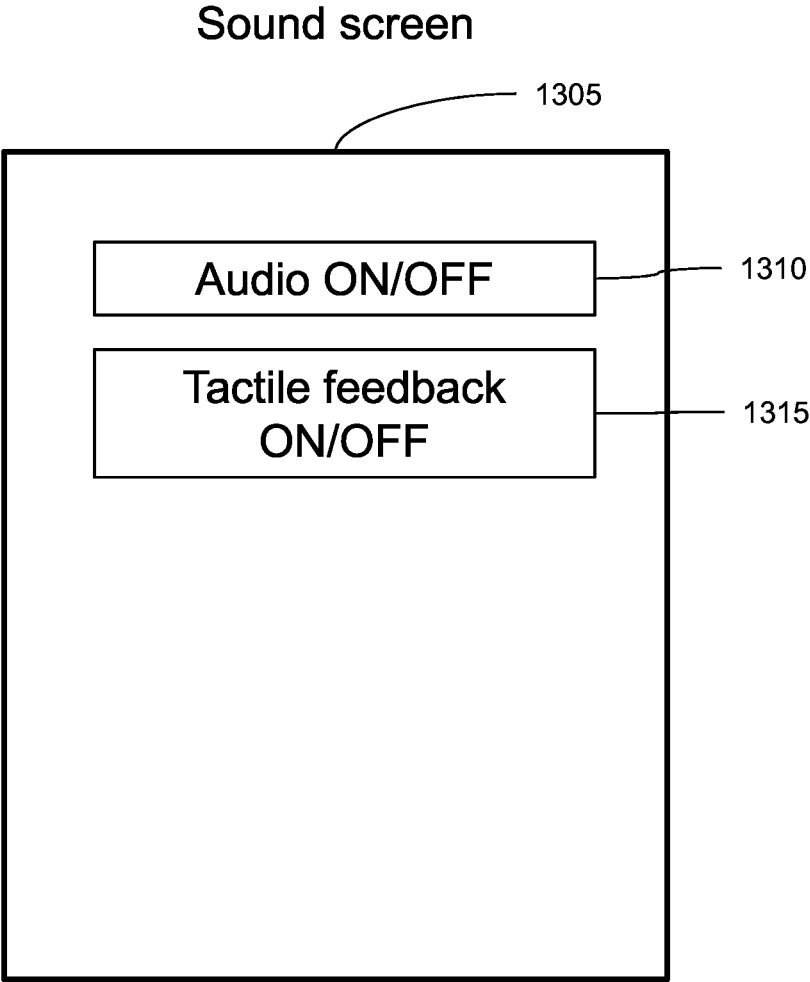 Sound screen
1305
Audio ON/OFF
1310
Tactile feedback
ON/OFF
1315